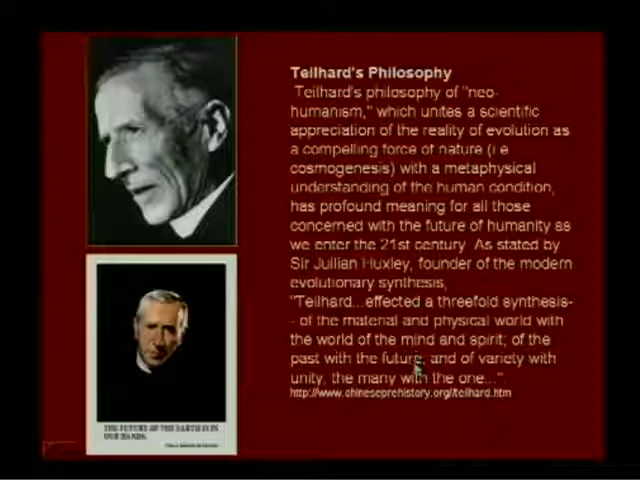 Teilhard's Philosophy
Teilhard's philosophy of "neo-
humanism," which unites a scientific
appreciation of the reality of evolution as
a compelling force of nature (i e
cosmogenesis) with a metaphysical
understanding of the human condition,
has profound meaning for all those
concerned with the future of humanity as
we enter the 21st century. As stated by
Sir Jullian Huxley, founder of the modern
evolutionary synthesis,
"Teilhard...effected a threefold synthesis-
- of the material and physical world with
the world of the mind and spirit; of the
past with the future; and of variety with
unity, the many with the one...".
http://www.chineseprehistory.org/teilhard.htm
THE FUTURE OF THE EARTH IS IN
OUR HANDS.